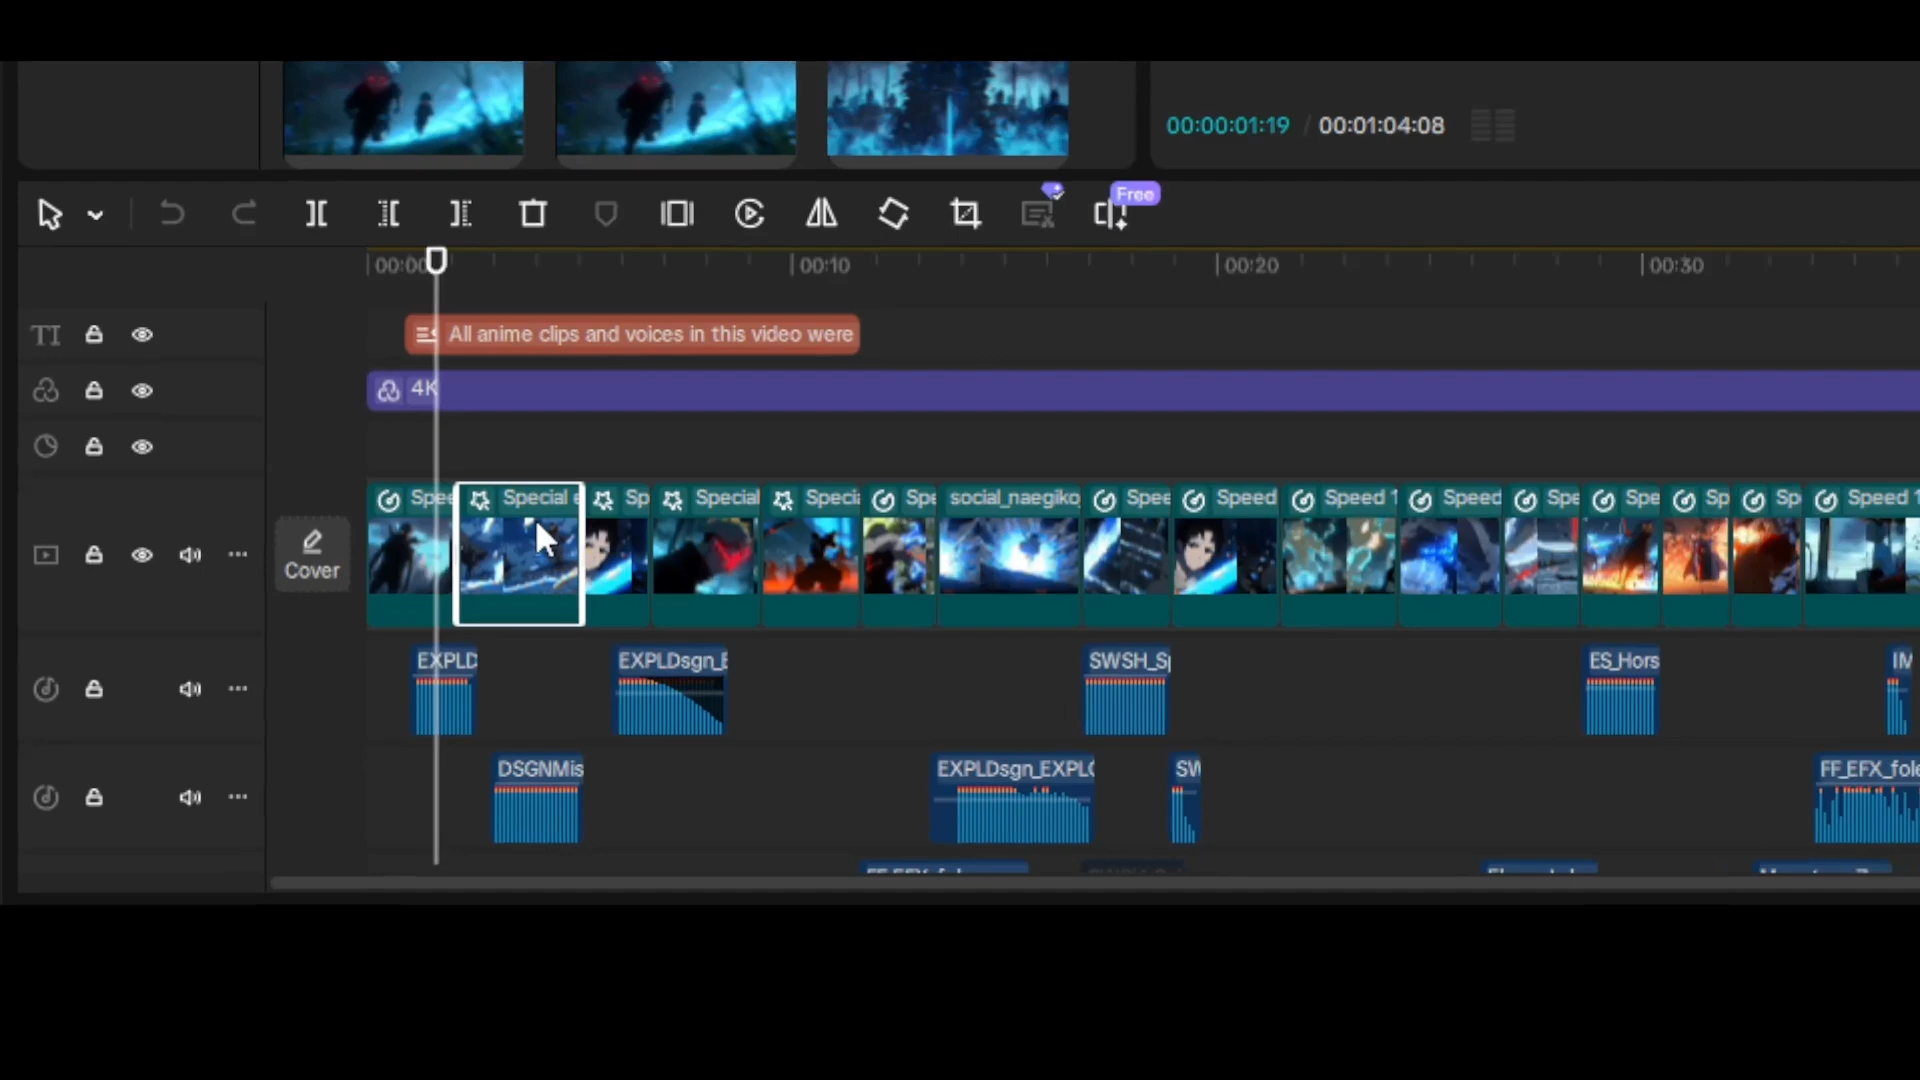 00:00:01:19 / 00:01:04:08
Free
00:00 00:10 00:20 00:30
All anime clips and voices in this video were
4K
Spee Special e Sp Special Specia Spe social_naegiko Spee Speed Speed 1 Speed Spe Spe Sp Sp Speed 1
Cover
EXPLD EXPLDsgn_E SWSH_Sp ES_Hors IM
DSGNMis EXPLDsgn_EXPLO SW FF_EFX_fole